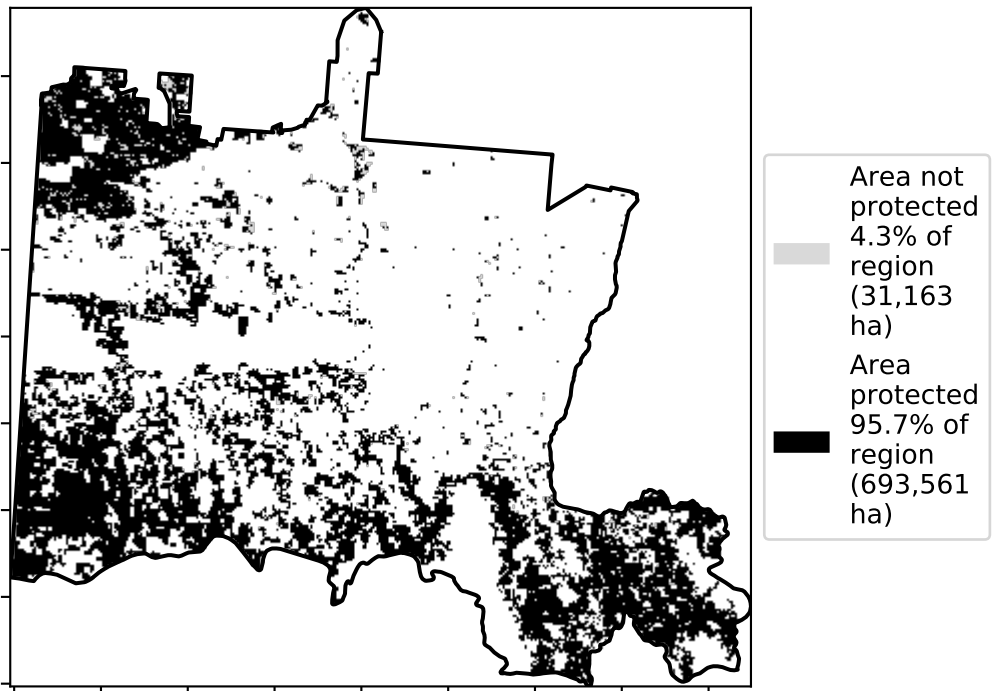 Area not
protected
4.3% of
region
(31,163
ha)
Area
protected
95.7% of
region
(693,561
ha)